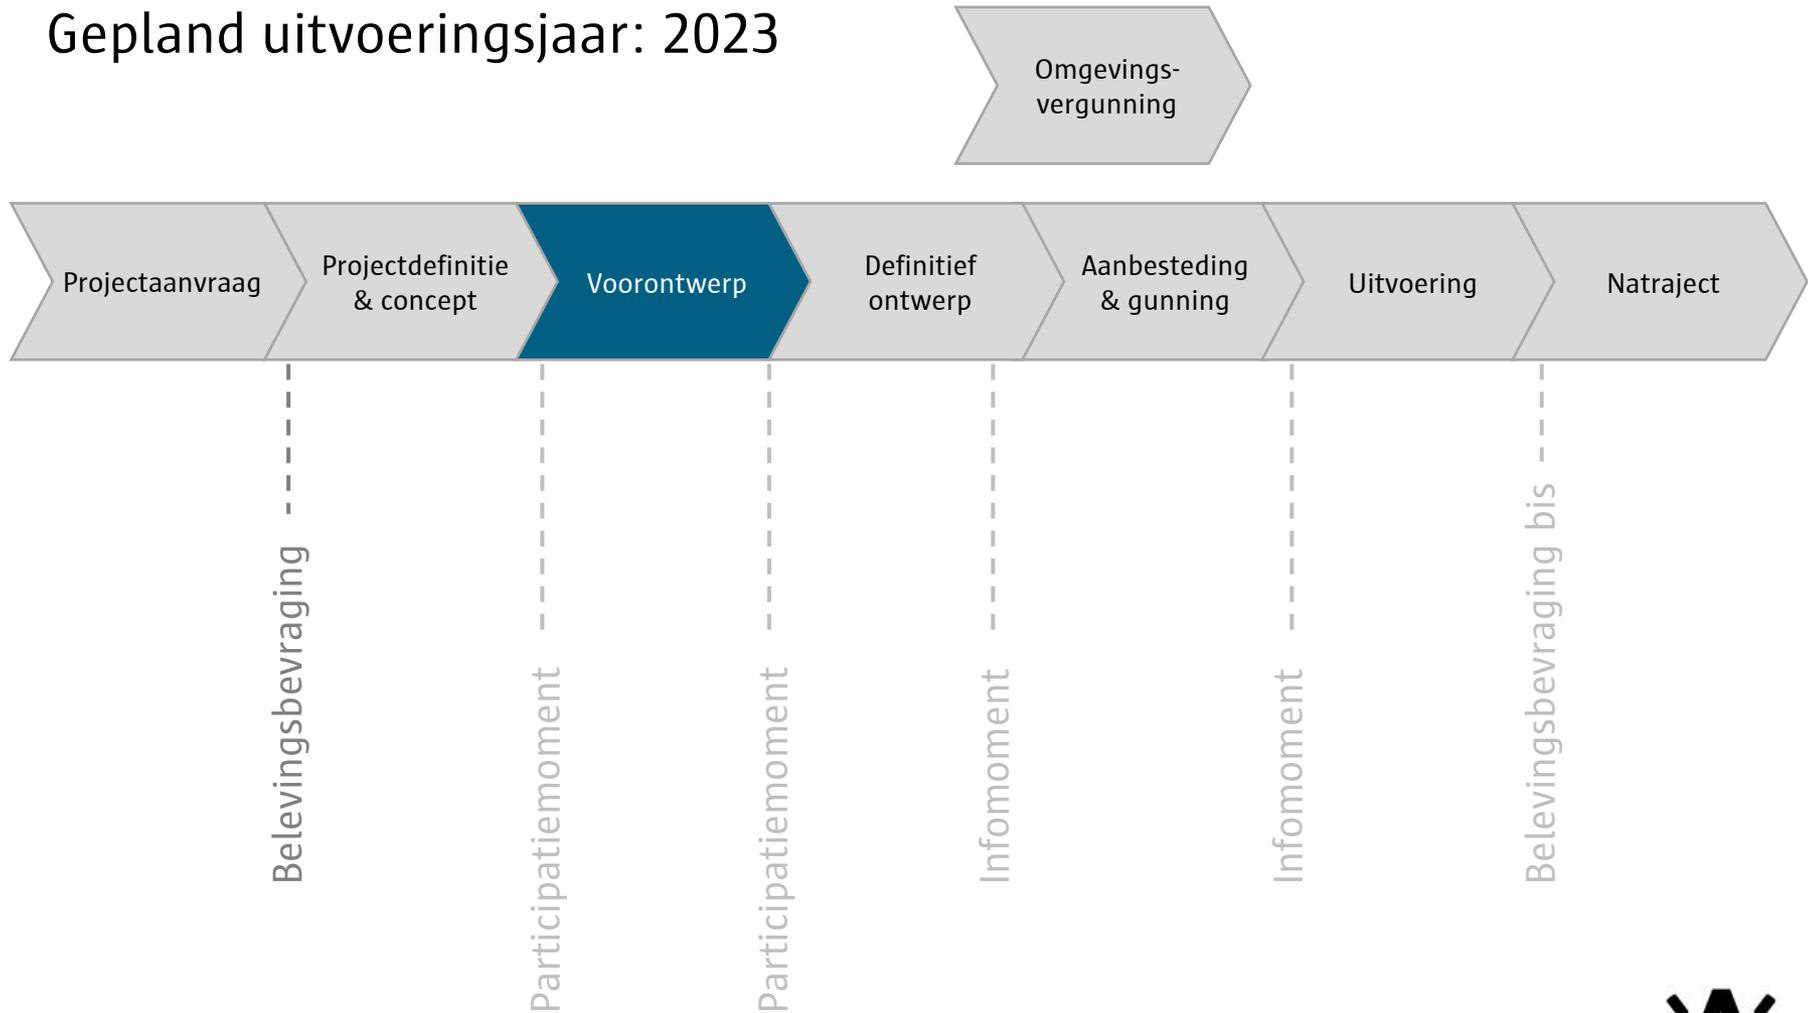 Gepland uitvoeringsjaar: 2023
Omgevings-
vergunning
Projectaanvraag
Projectdefinitie
& concept
Voorontwerp
Definitief
ontwerp
Aanbesteding
& gunning
Uitvoering
Natraject
Belevingsbevraging
Participatiemoment
Participatiemoment
Infomoment
Infomoment
Belevingsbevraging bis